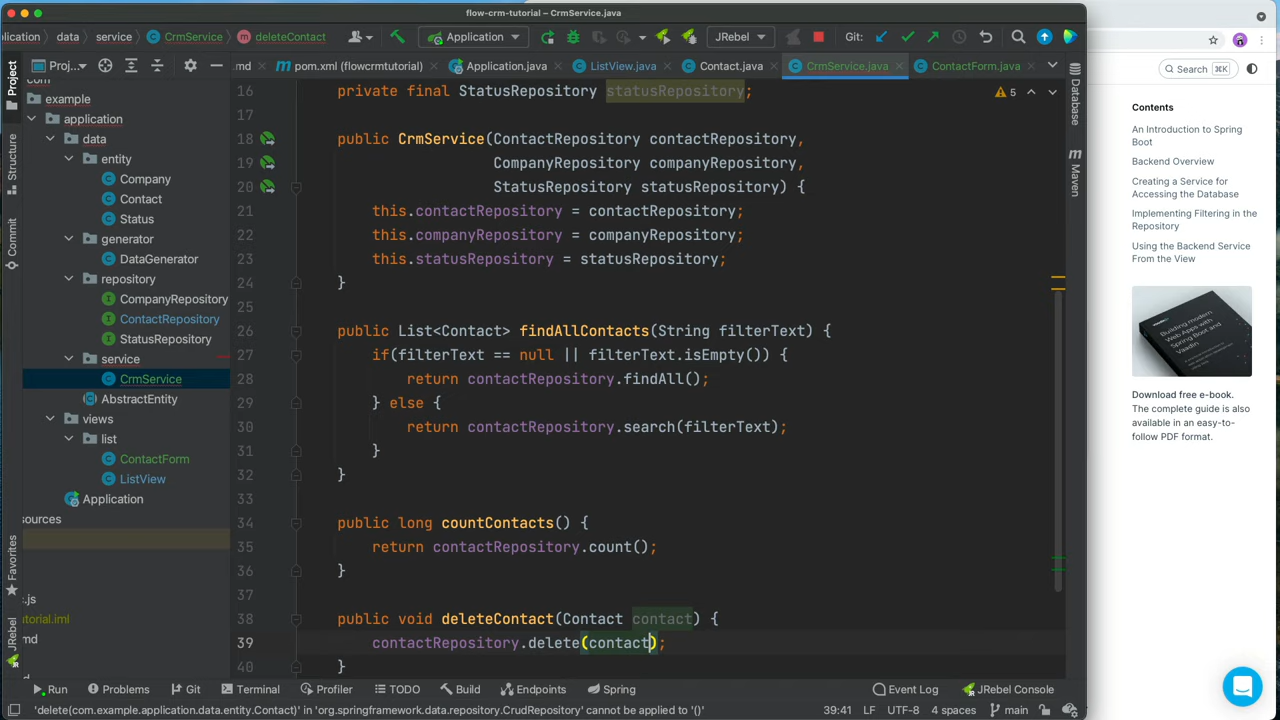 flow-crm-tutorial – CrmService.java
plication
data
service
CrmService
deleteContact
Application
JRebel
Git:
Proj...
.md
pom.xml (flowcrmtutorial)
Application.java
ListView.java
Contact.java
CrmService.java
ContactForm.java
Project
Structure
Commit
Favorites
JRebel
com
example
application
data
entity
Company
Contact
Status
generator
DataGenerator
repository
CompanyRepository
ContactRepository
StatusRepository
service
CrmService
AbstractEntity
views
list
ContactForm
ListView
Application
sources
.js
utorial.iml
md
5
16 private final StatusRepository statusRepository;
17
18 public CrmService(ContactRepository contactRepository,
19 CompanyRepository companyRepository,
20 StatusRepository statusRepository) {
21 this.contactRepository = contactRepository;
22 this.companyRepository = companyRepository;
23 this.statusRepository = statusRepository;
24 }
25
26 public List<Contact> findAllContacts(String filterText) {
27 if(filterText == null || filterText.isEmpty()) {
28 return contactRepository.findAll();
29 } else {
30 return contactRepository.search(filterText);
31 }
32 }
33
34 public long countContacts() {
35 return contactRepository.count();
36 }
37
38 public void deleteContact(Contact contact) {
39 contactRepository.delete(contact);
40 }
Database
Maven
Run
Problems
Git
Terminal
Profiler
TODO
Build
Endpoints
Spring
Event Log
JRebel Console
'delete(com.example.application.data.entity.Contact)' in 'org.springframework.data.repository.CrudRepository' cannot be applied to '()'
39:41
LF
UTF-8
4 spaces
main
Search
⌘K
Contents
An Introduction to Spring
Boot
Backend Overview
Creating a Service for
Accessing the Database
Implementing Filtering in the
Repository
Using the Backend Service
From the View
Building modern
Web Apps with
Spring Boot and
Vaadin
Download free e-book.
The complete guide is also
available in an easy-to-
follow PDF format.